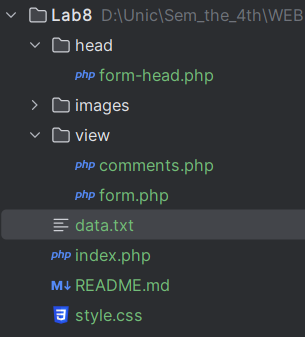 Lab8 D:\Unic\Sem_the_4th\WEB
head
php form-head.php
images
view
php comments.php
php form.php
data.txt
php index.php
M↓ README.md
3 style.css